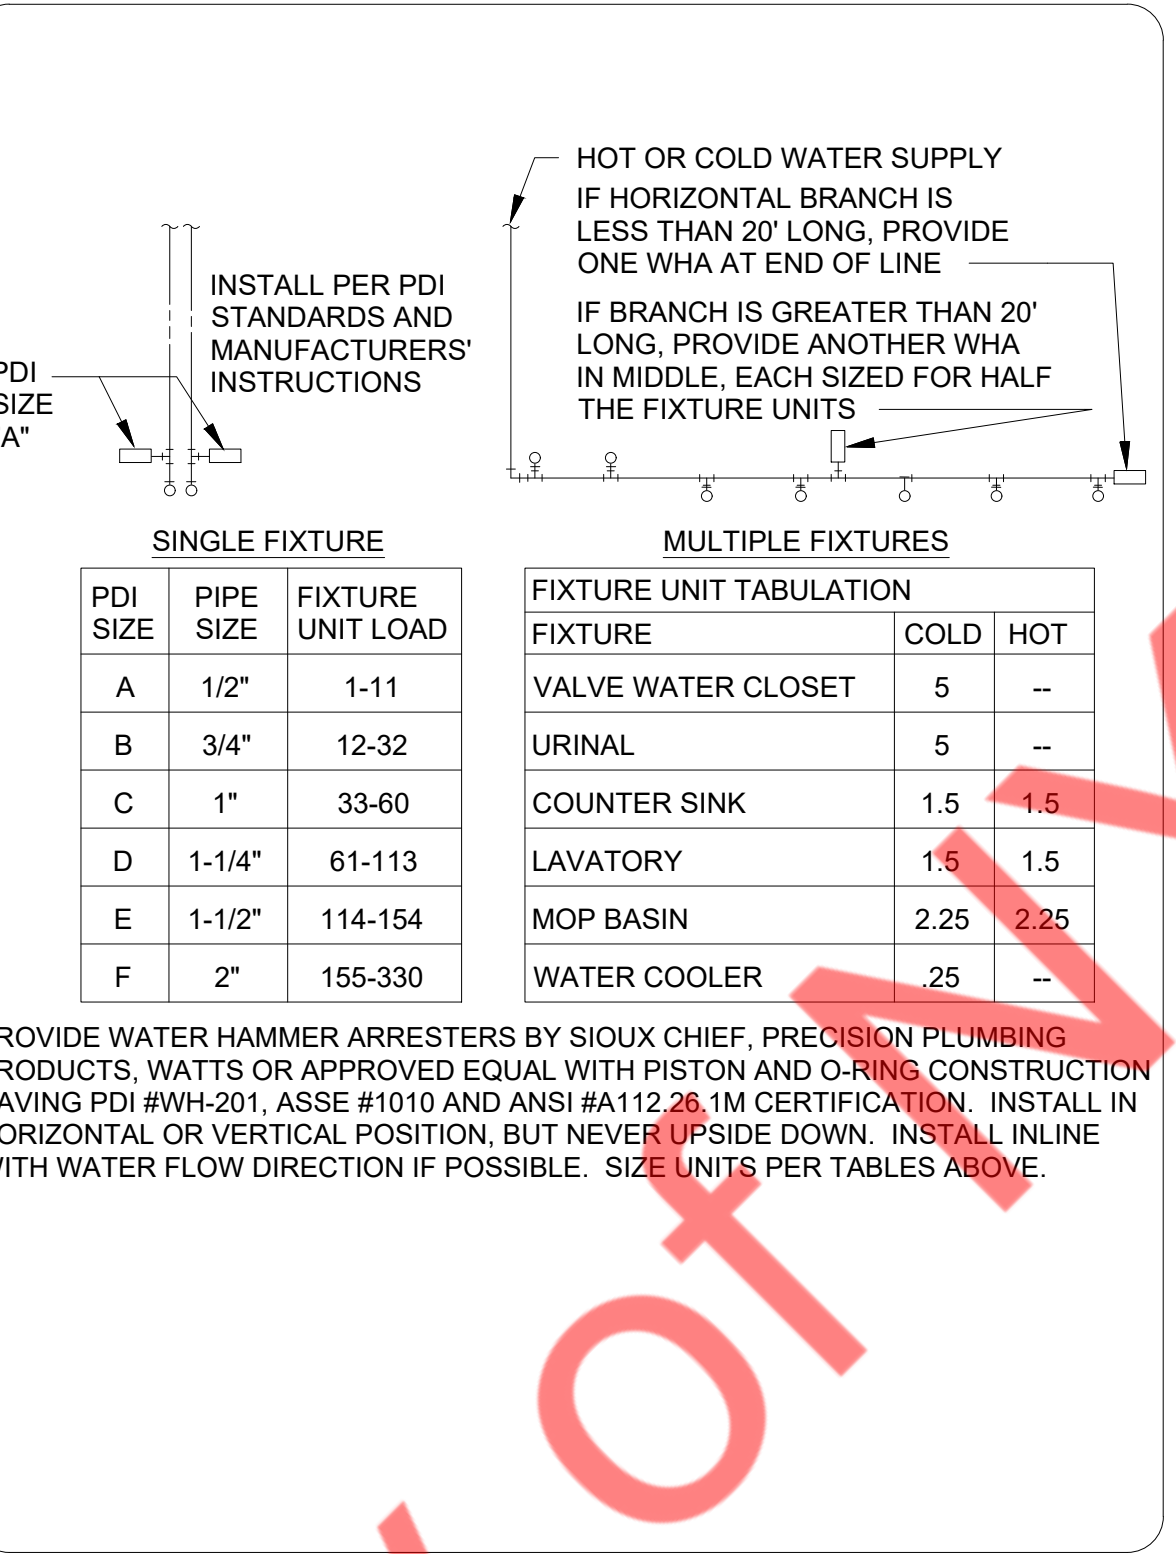 HOT OR COLD WATER SUPPLY
IF HORIZONTAL BRANCH IS
LESS THAN 20' LONG, PROVIDE
ONE WHA AT END OF LINE
IF BRANCH IS GREATER THAN 20'
LONG, PROVIDE ANOTHER WHA
IN MIDDLE, EACH SIZED FOR HALF
THE FIXTURE UNITS
INSTALL PER PDI
STANDARDS AND
MANUFACTURERS'
INSTRUCTIONS
PDI
SIZE
"A"
SINGLE FIXTURE
PDI SIZE PIPE SIZE FIXTURE UNIT LOAD
A 1/2" 1-11
B 3/4" 12-32
C 1" 33-60
D 1-1/4" 61-113
E 1-1/2" 114-154
F 2" 155-330
MULTIPLE FIXTURES
FIXTURE UNIT TABULATION
FIXTURE COLD HOT
VALVE WATER CLOSET 5 --
URINAL 5 --
COUNTER SINK 1.5 1.5
LAVATORY 1.5 1.5
MOP BASIN 2.25 2.25
WATER COOLER .25 --
ROVIDE WATER HAMMER ARRESTERS BY SIOUX CHIEF, PRECISION PLUMBING
RODUCTS, WATTS OR APPROVED EQUAL WITH PISTON AND O-RING CONSTRUCTION
AVING PDI #WH-201, ASSE #1010 AND ANSI #A112.26.1M CERTIFICATION. INSTALL IN
ORIZONTAL OR VERTICAL POSITION, BUT NEVER UPSIDE DOWN. INSTALL INLINE
WITH WATER FLOW DIRECTION IF POSSIBLE. SIZE UNITS PER TABLES ABOVE.
of